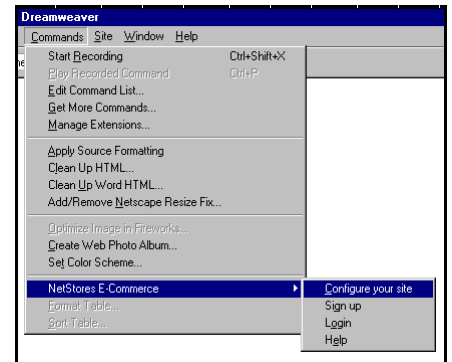 Dreamweaver
Commands Site Window Help
Start Recording Ctrl+Shift+X
Play Recorded Command Ctrl+P
Edit Command List...
Get More Commands...
Manage Extensions...
Apply Source Formatting
Clean Up HTML...
Clean Up Word HTML...
Add/Remove Netscape Resize Fix...
Optimize Image in Fireworks...
Create Web Photo Album...
Set Color Scheme...
NetStores E-Commerce
Format Table...
Sort Table...
Configure your site
Sign up
Login
Help